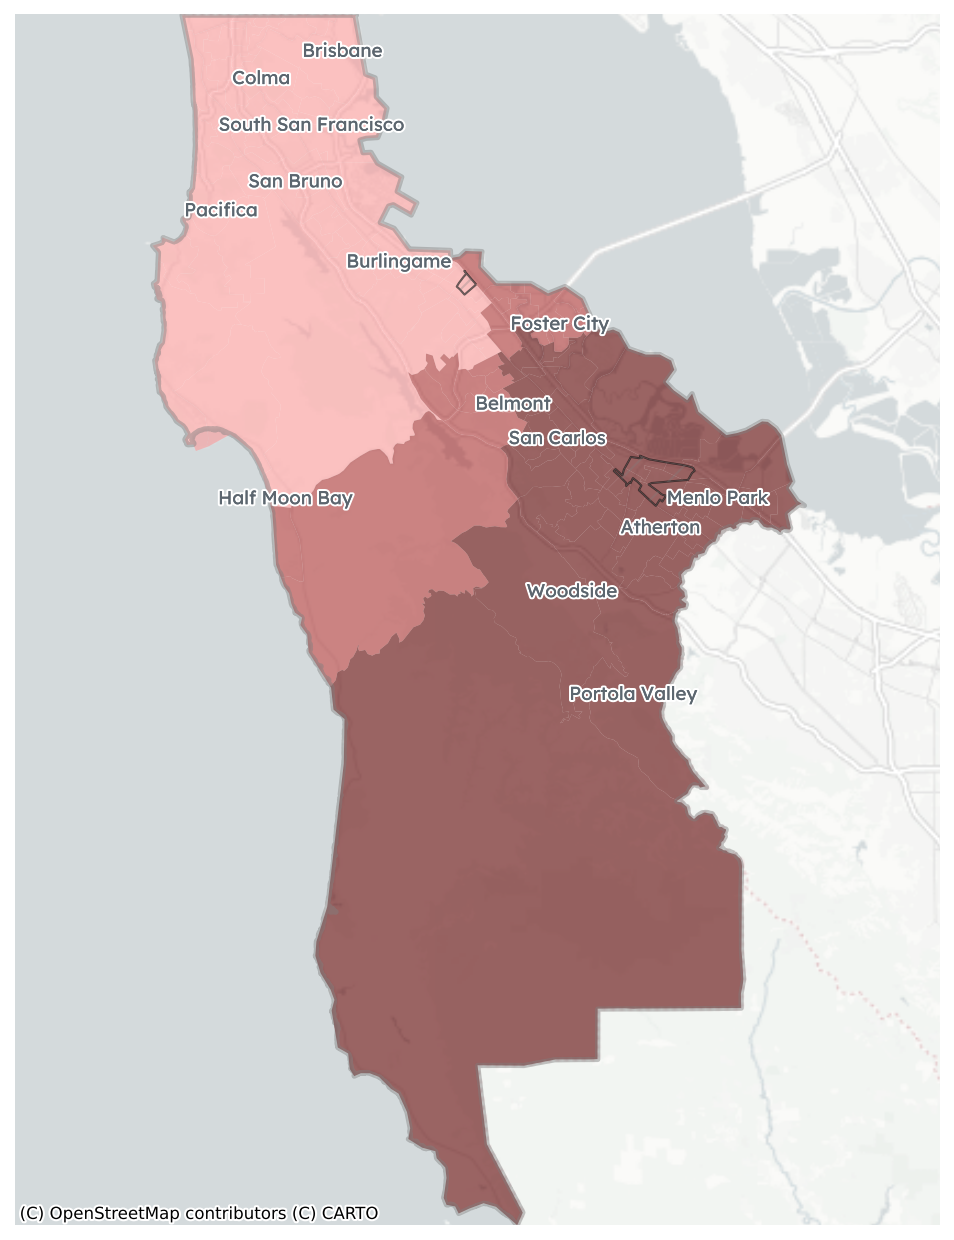 Brisbane
Colma
South San Francisco
San Bruno
Pacifica
Burlingame
Foster City
Belmont
San Carlos
Half Moon Bay
Menlo Park
Atherton
Woodside
Portola Valley
(C) OpenStreetMap contributors (C) CARTO